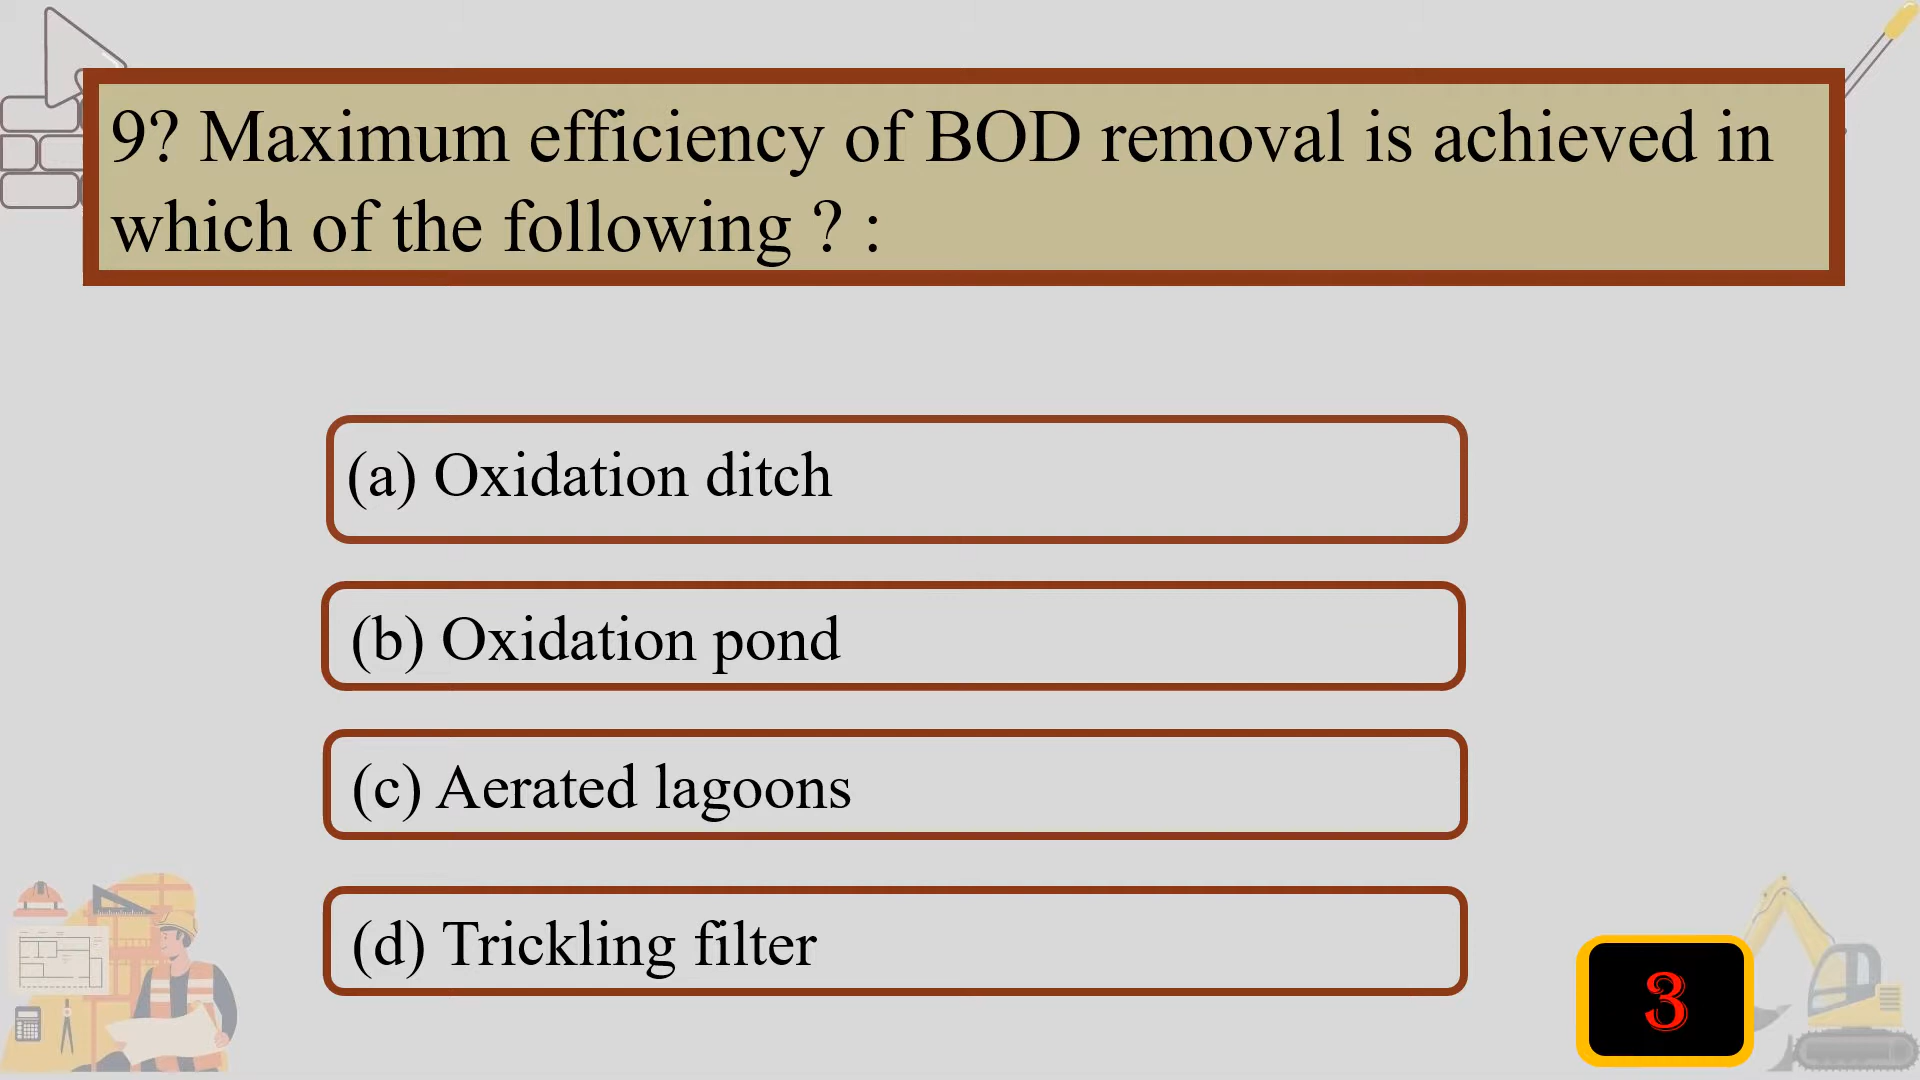 9? Maximum efficiency of BOD removal is achieved in
which of the following ? :
(a) Oxidation ditch
(b) Oxidation pond
(c) Aerated lagoons
(d) Trickling filter
3